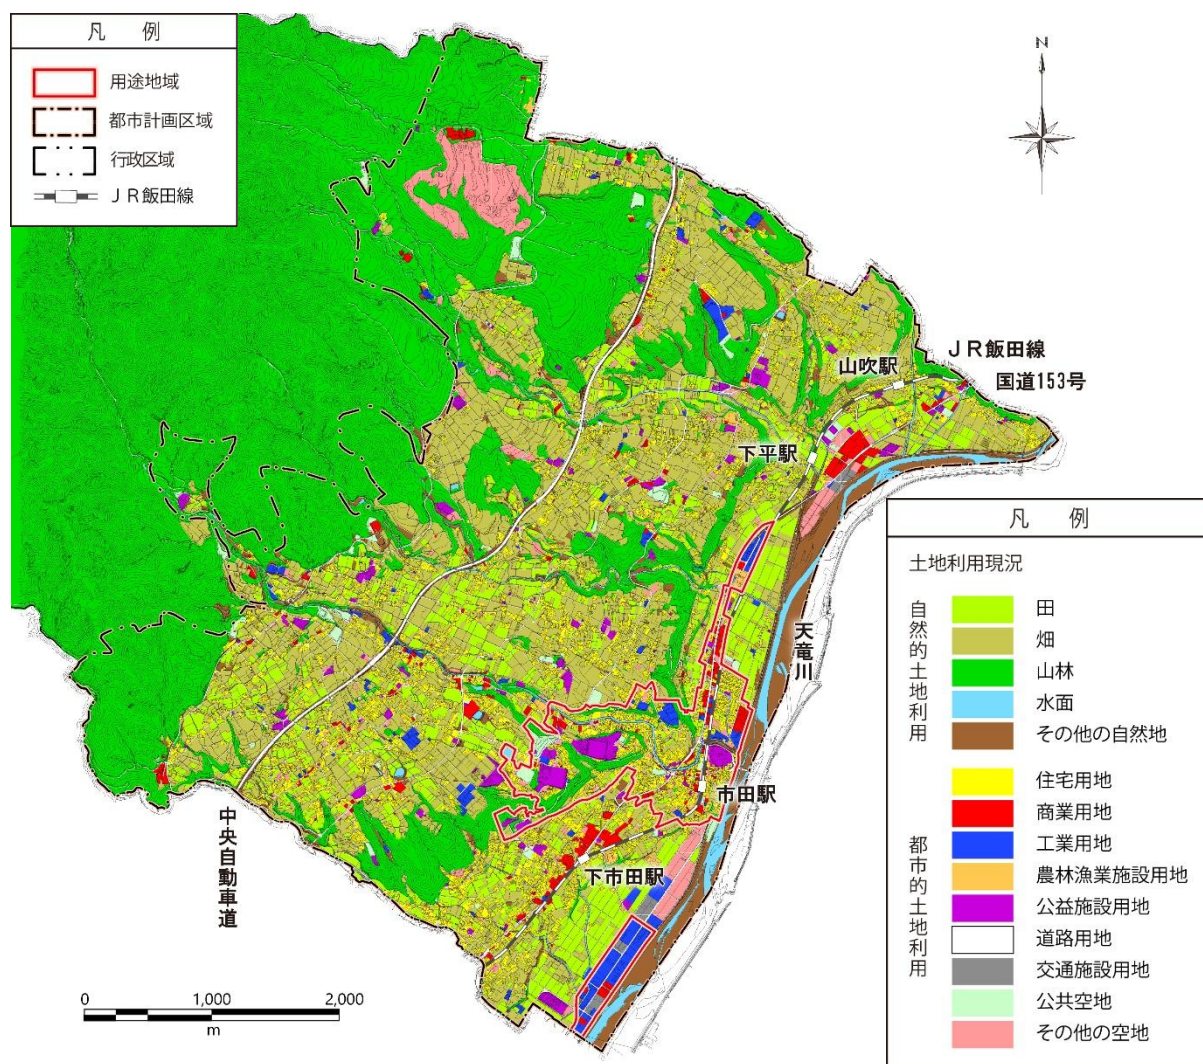 凡 例
用途地域
都市計画区域
行政区域
ＪＲ飯田線
N
山吹駅
ＪＲ飯田線
国道153号
下平駅
天竜川
市田駅
下市田駅
中央自動車道
0 1,000 2,000
m
凡 例
土地利用現況
自然的土地利用
田
畑
山林
水面
その他の自然地
都市的土地利用
住宅用地
商業用地
工業用地
農林漁業施設用地
公益施設用地
道路用地
交通施設用地
公共空地
その他の空地